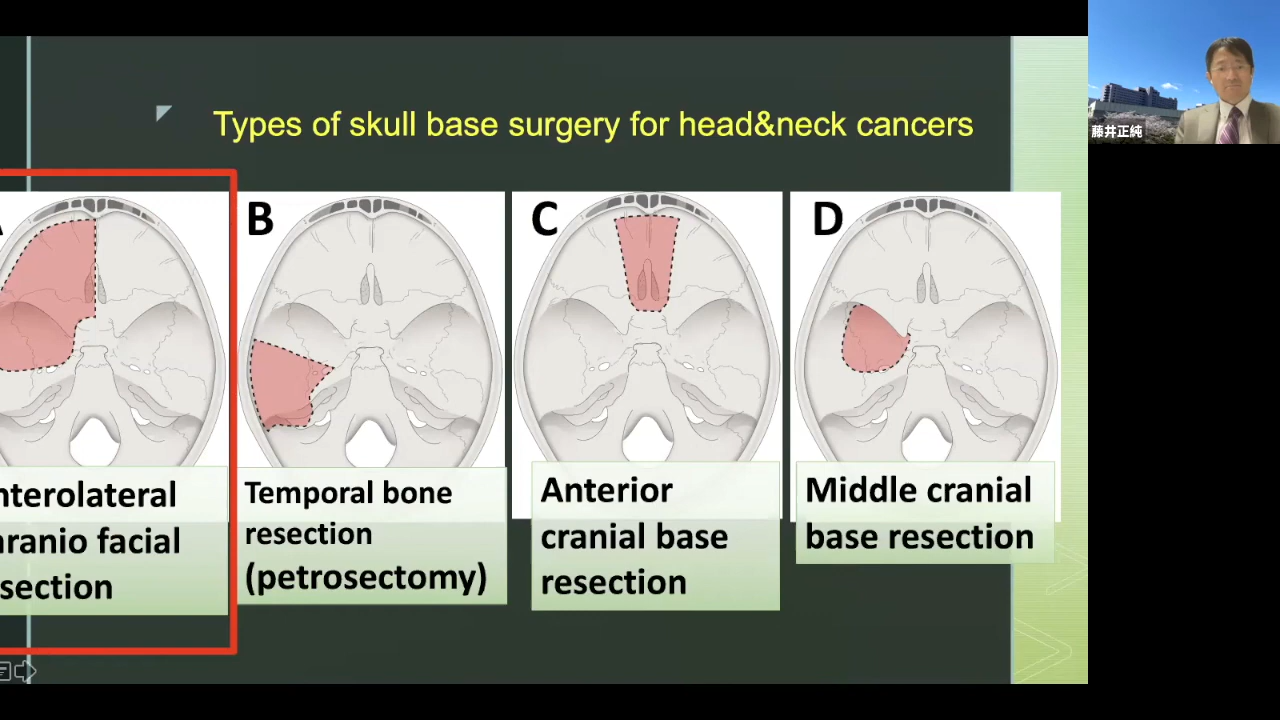 Types of skull base surgery for head&neck cancers
B
C
D
nterolateral
ranio facial
section
Temporal bone
resection
(petrosectomy)
Anterior
cranial base
resection
Middle cranial
base resection
藤井正純